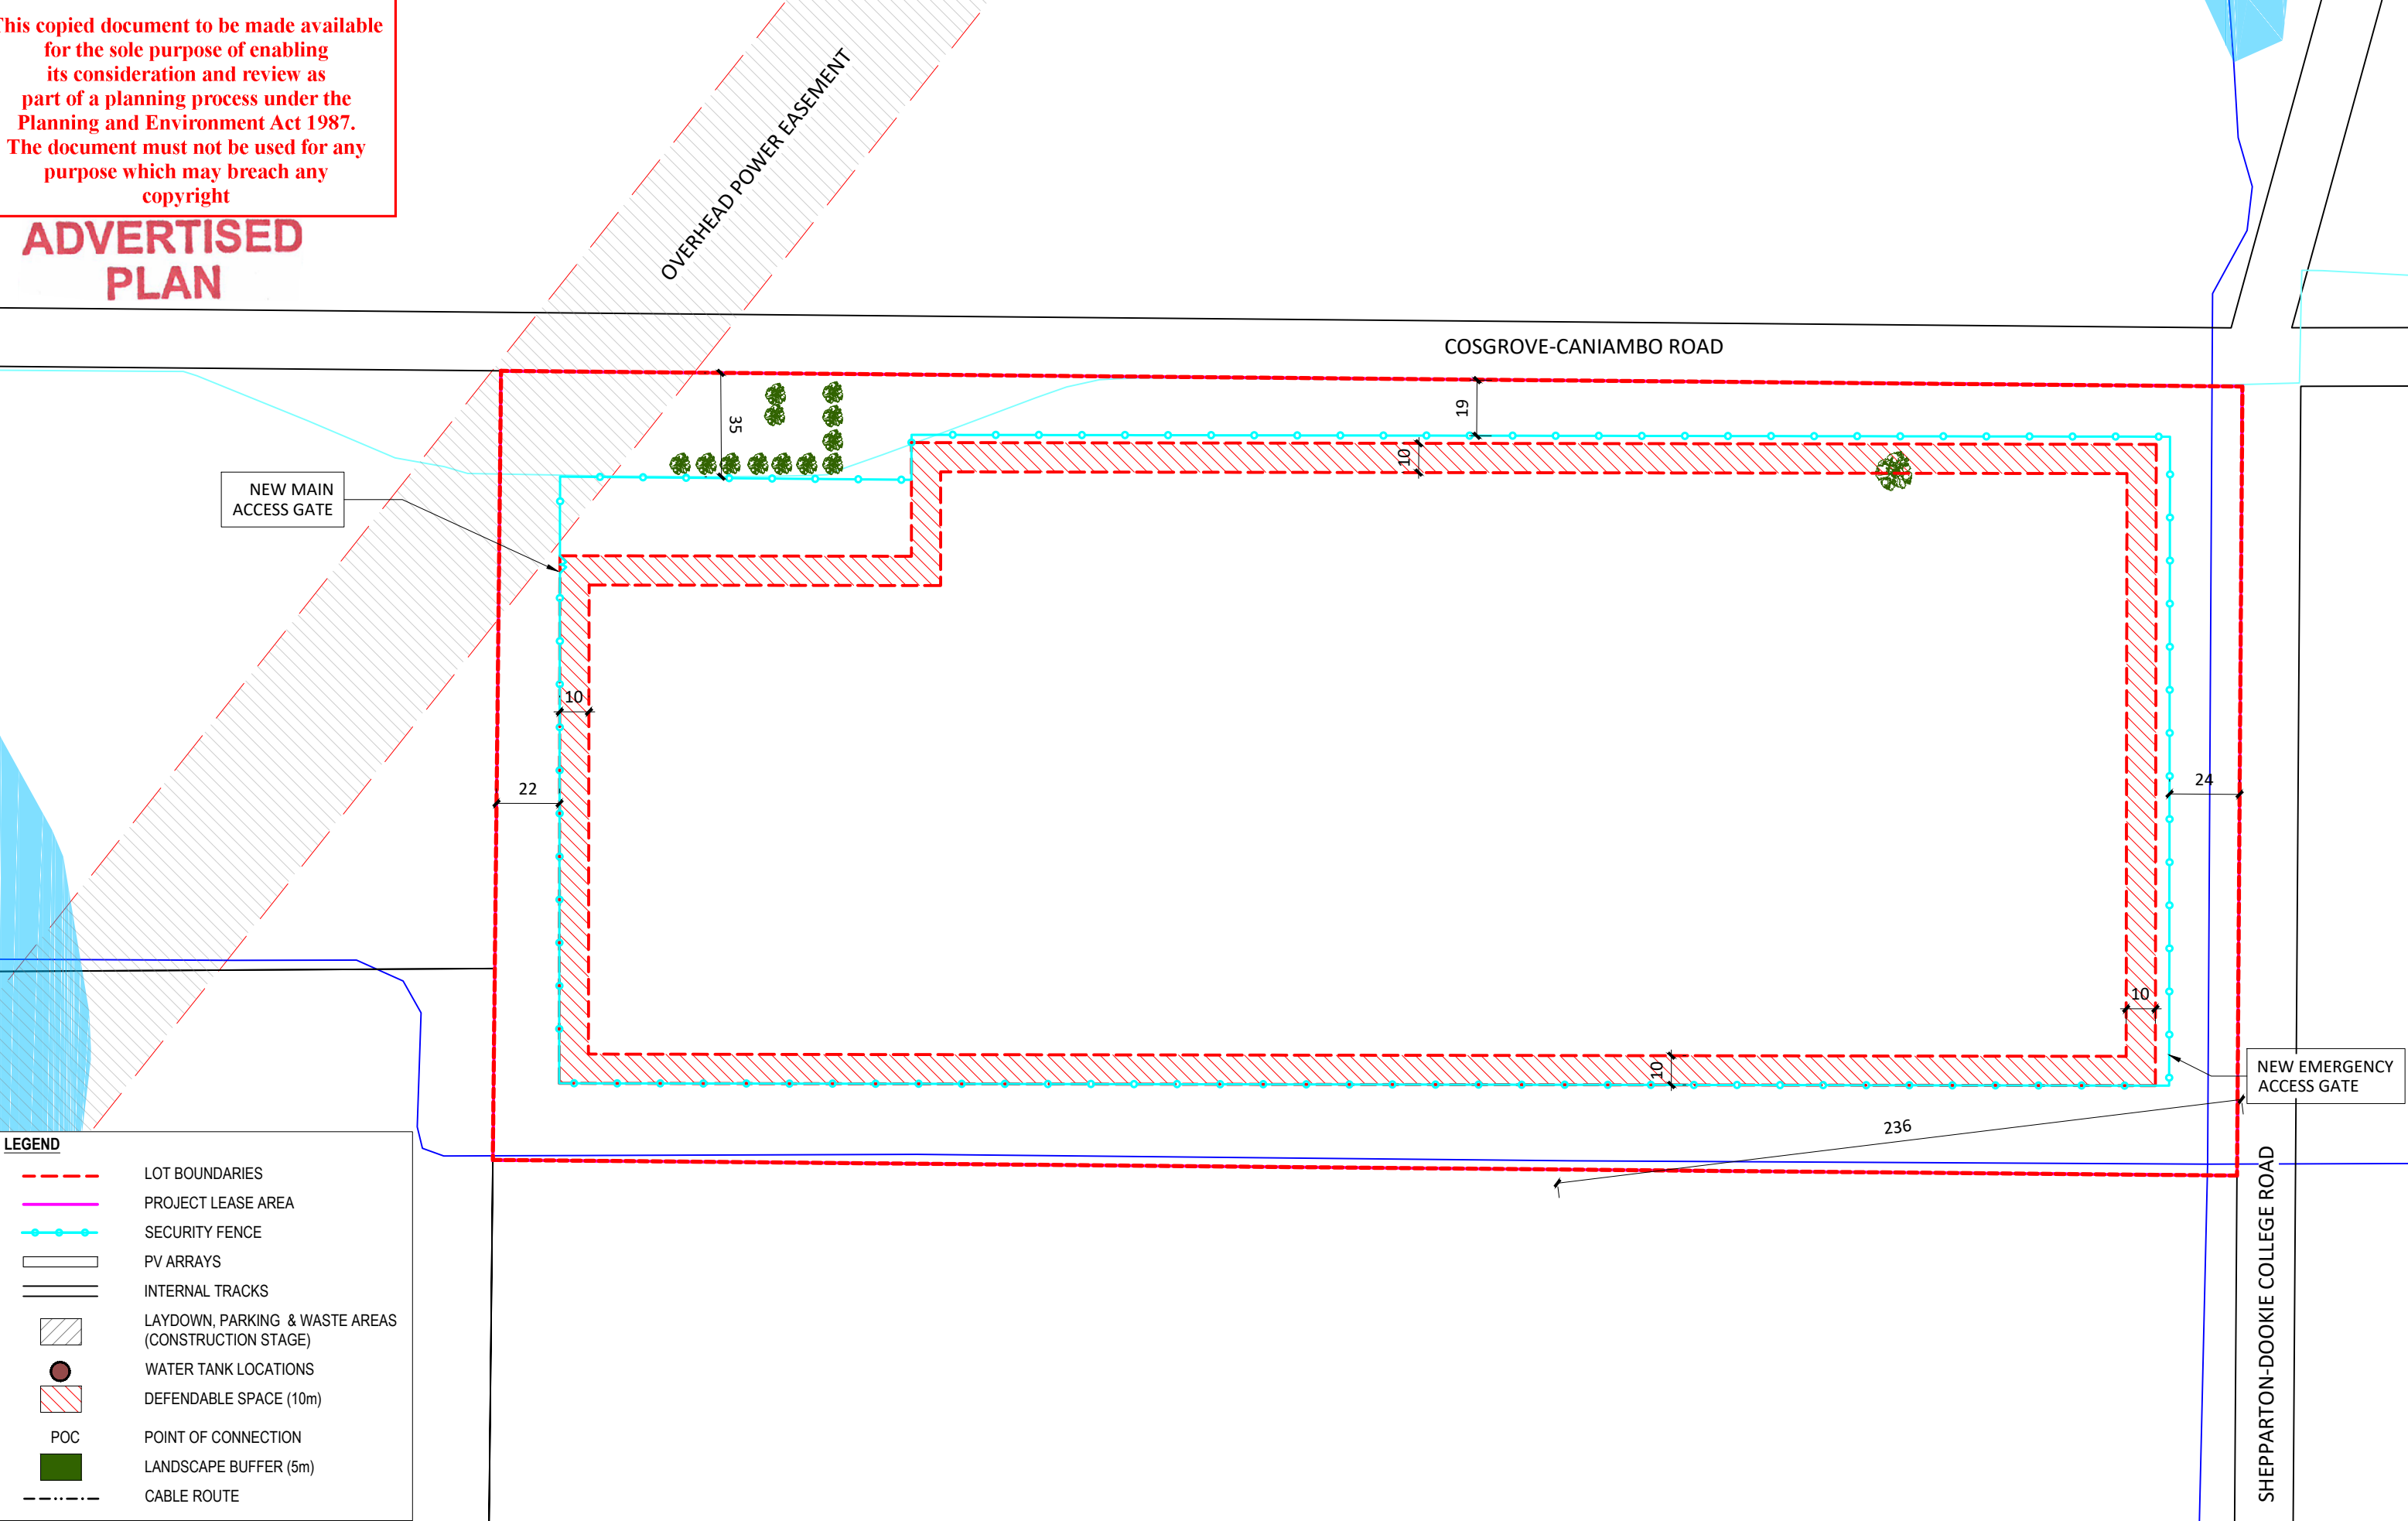 This copied document to be made available
for the sole purpose of enabling
its consideration and review as
part of a planning process under the
Planning and Environment Act 1987.
The document must not be used for any
purpose which may breach any
copyright
ADVERTISED
PLAN
OVERHEAD POWER EASEMENT
COSGROVE-CANIAMBO ROAD
35
19
10
NEW MAIN
ACCESS GATE
10
22
24
10
10
NEW EMERGENCY
ACCESS GATE
236
SHEPPARTON-DOOKIE COLLEGE ROAD
LEGEND
LOT BOUNDARIES
PROJECT LEASE AREA
SECURITY FENCE
PV ARRAYS
INTERNAL TRACKS
LAYDOWN, PARKING & WASTE AREAS
(CONSTRUCTION STAGE)
WATER TANK LOCATIONS
DEFENDABLE SPACE (10m)
POC POINT OF CONNECTION
LANDSCAPE BUFFER (5m)
CABLE ROUTE